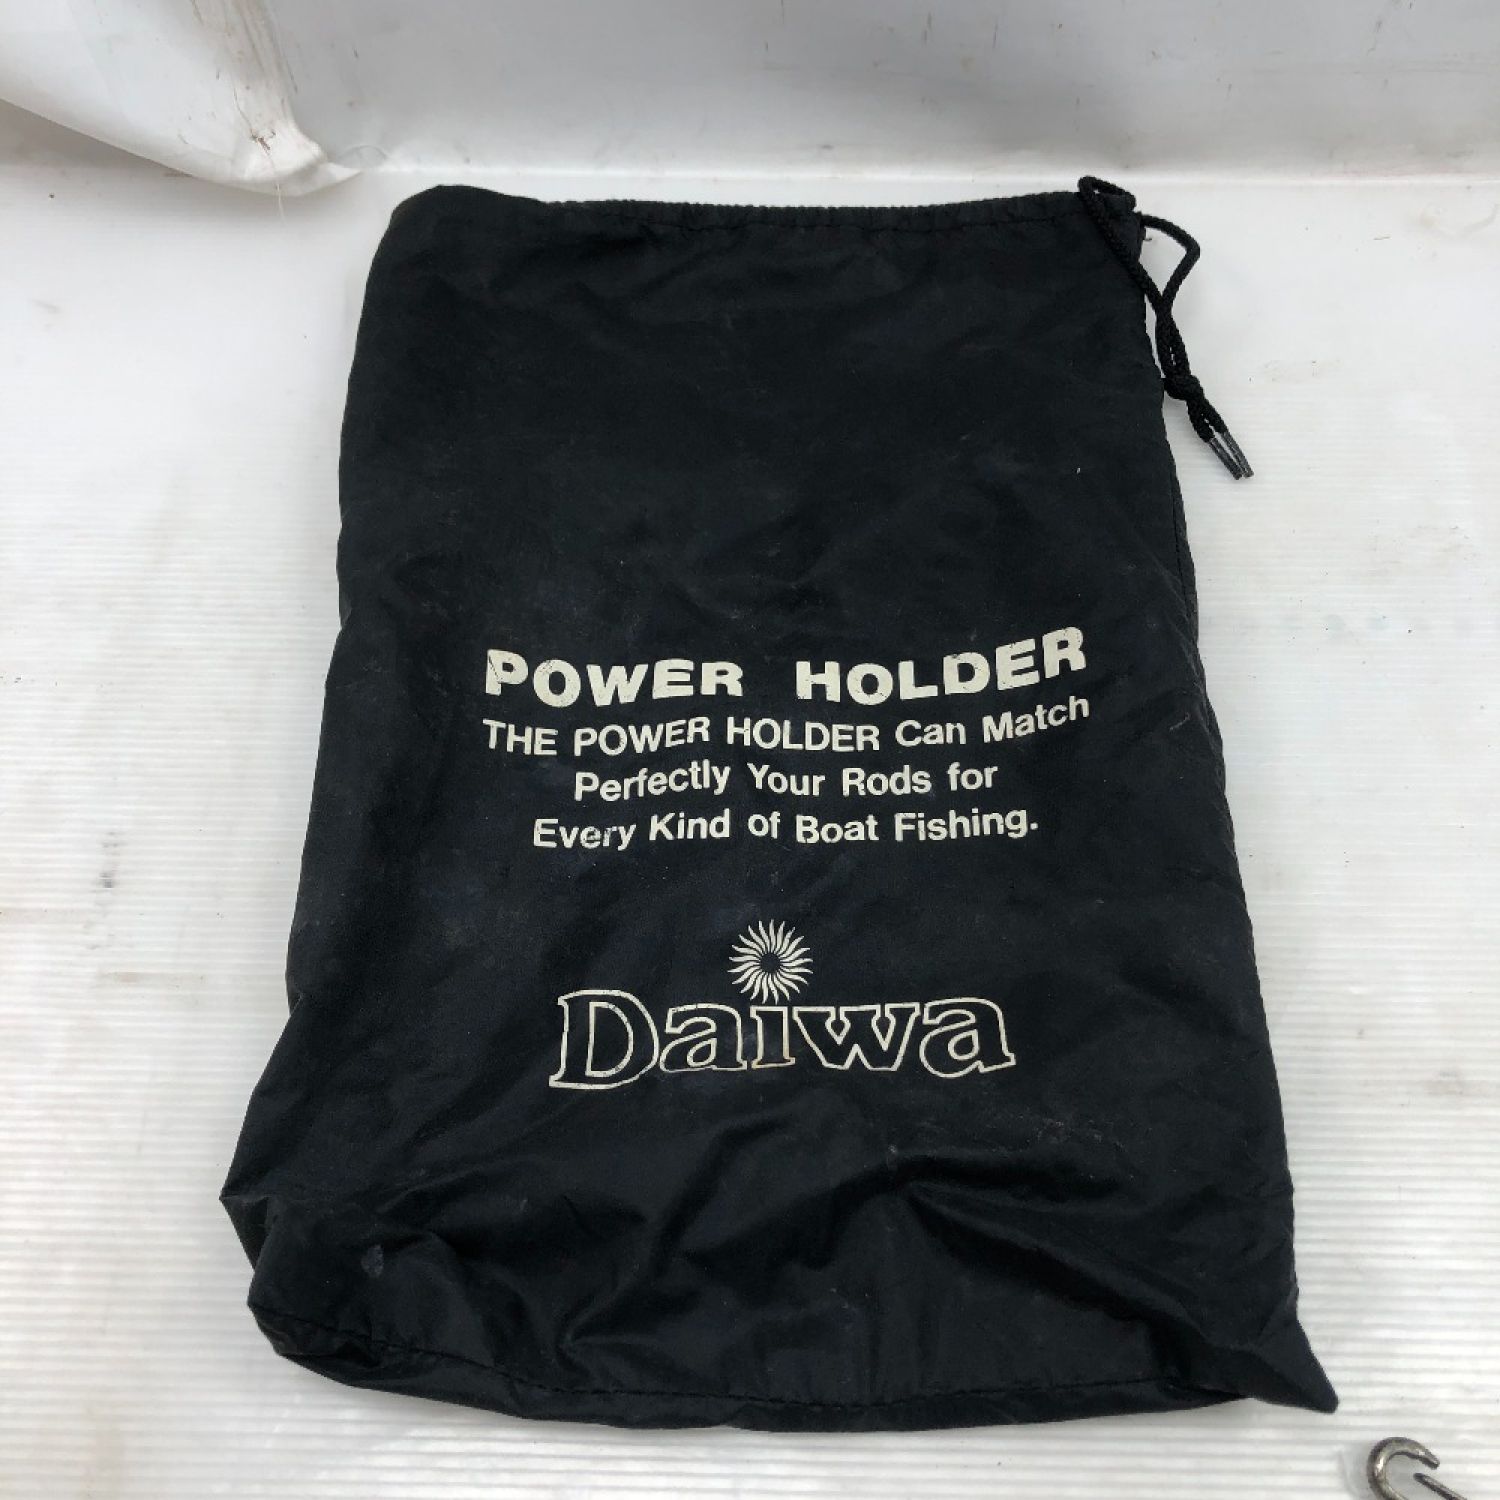 POWER HOLDER
THE POWER HOLDER Can Match
Perfectly Your Rods for
Every Kind of Boat Fishing.
Daiwa